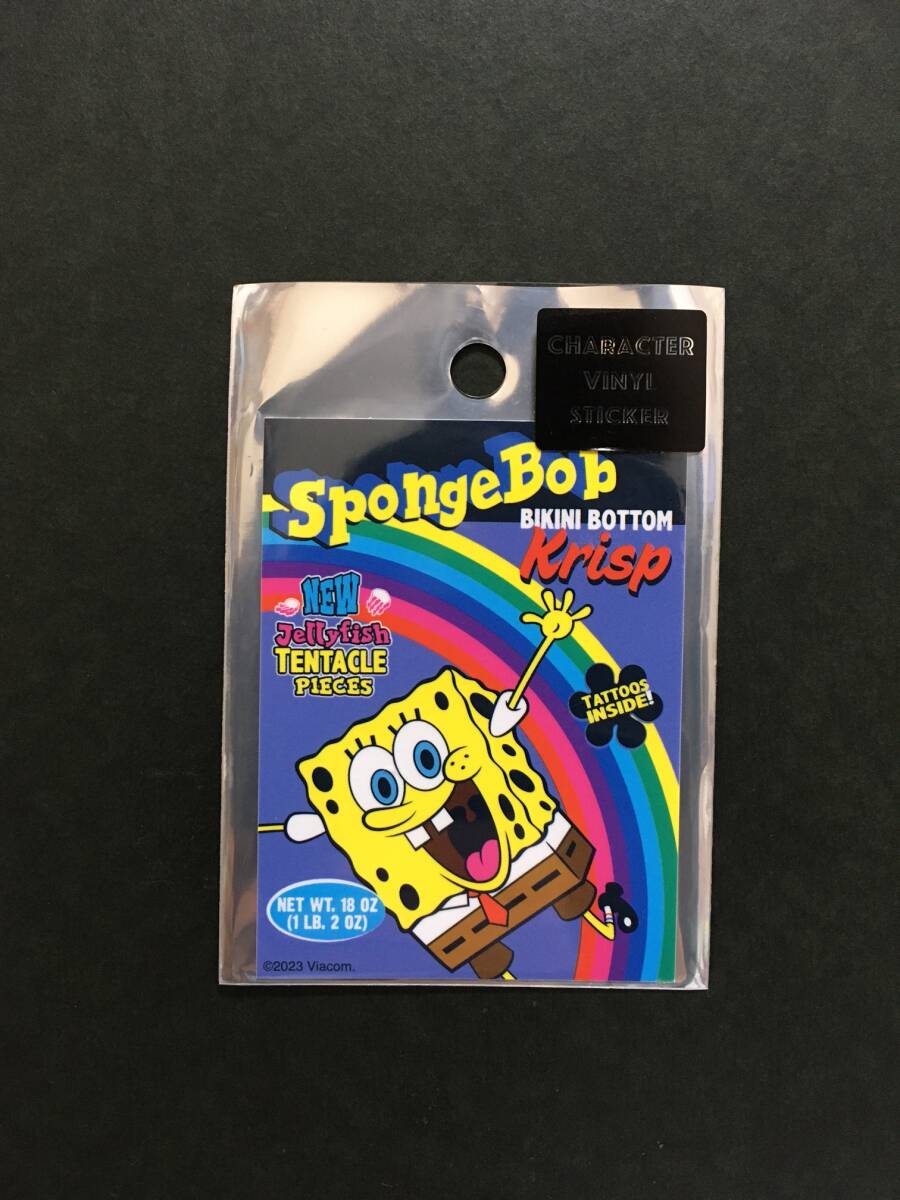 CHARACTER
VINYL
STICKER
SpongeBob
BIKINI BOTTOM
Krisp
NEW
Jellyfish
TENTACLE
PIECES
TATTOOS
INSIDE!
NET WT. 18 OZ
(1 LB. 2 OZ)
©2023 Viacom.